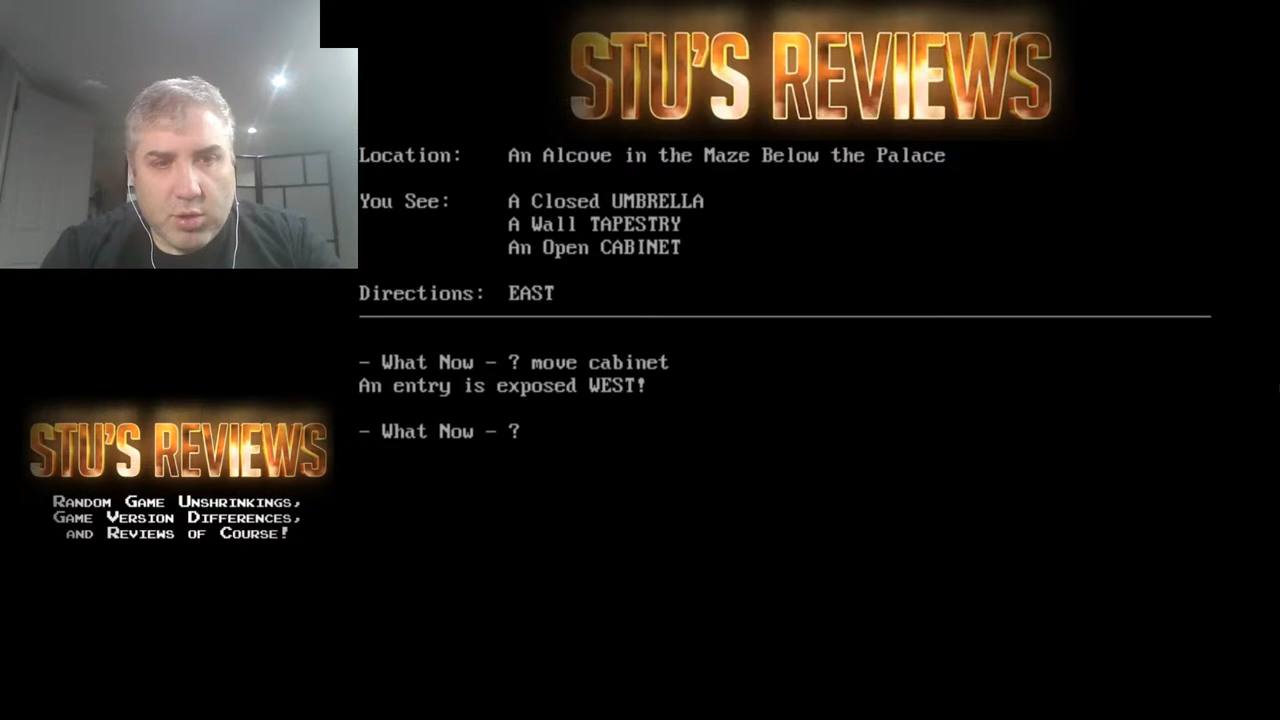 STU'S REVIEWS
Location: An Alcove in the Maze Below the Palace
You See: A Closed UMBRELLA
A Wall TAPESTRY
An Open CABINET
Directions: EAST
- What Now - ? move cabinet
An entry is exposed WEST!
- What Now - ?
STU'S REVIEWS
RANDOM GAME UNSHRINKINGS,
GAME VERSION DIFFERENCES,
AND REVIEWS OF COURSE!